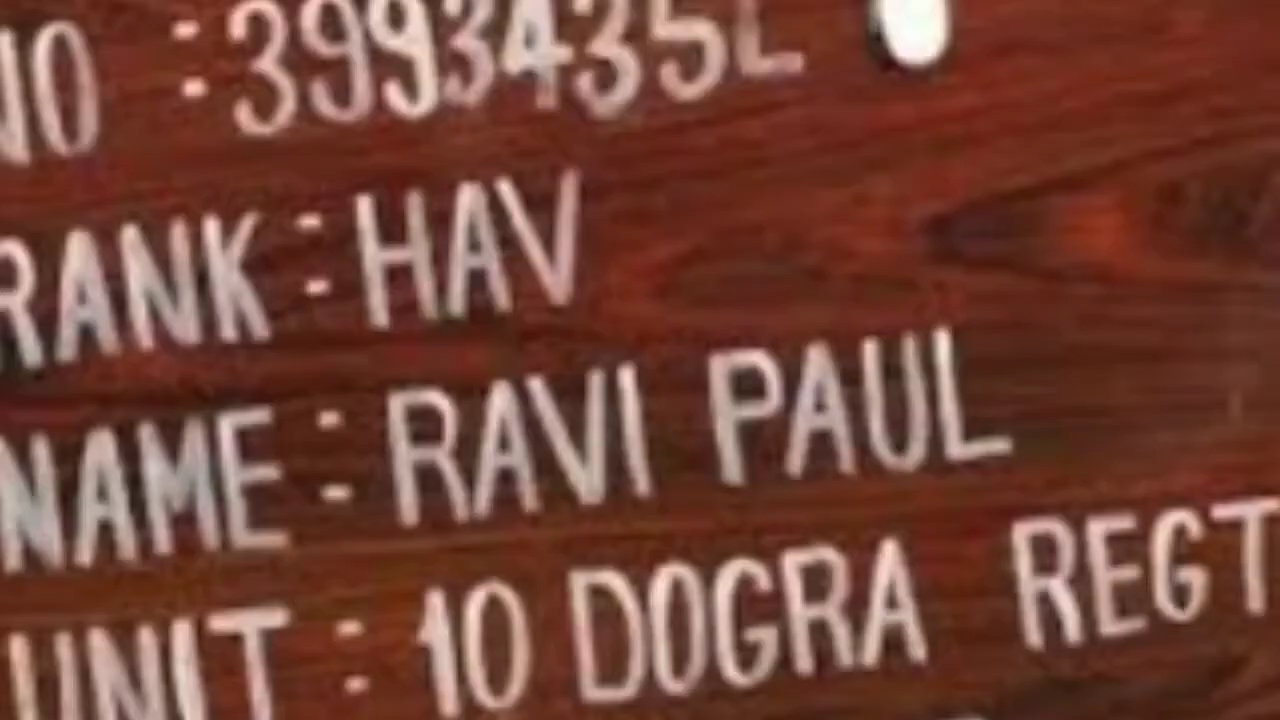 NO : 3993435L
RANK : HAV
NAME : RAVI PAUL
UNIT : 10 DOGRA REGT